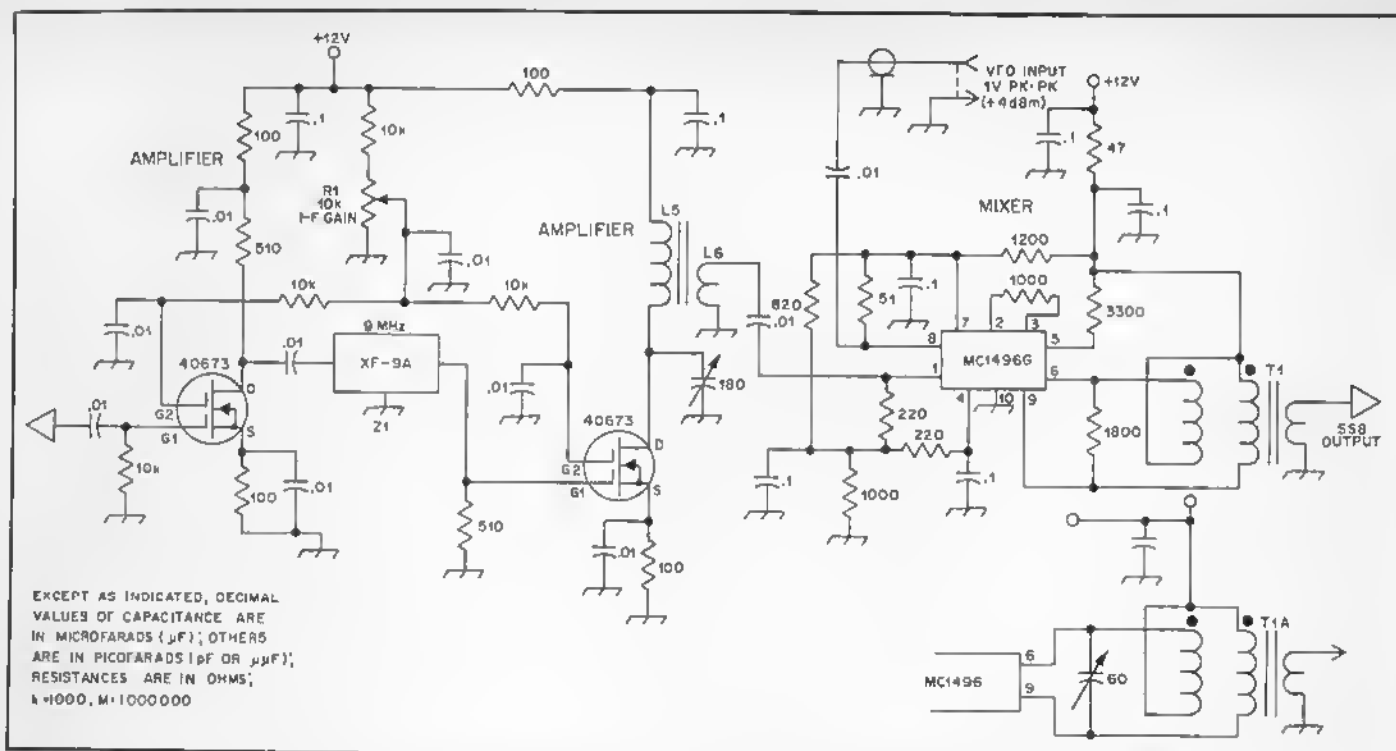 +12V
100
.1
100
10k
.1
AMPLIFIER
R1
10k
I-F GAIN
.01
510
.01
10k
10k
.01
9 MHz
XF-9A
Z1
.01
40673
.01
G2
G1
D
S
10k
100
.01
510
.01
40673
G2
G1
D
S
.01
100
AMPLIFIER
L5
L6
180
.01
VFO INPUT
1V PK-PK
(+4dBm)
+12V
.1
47
.01
MIXER
.1
1200
1000
820
51
.1
3300
7
2
3
8
5
MC1496G
1
6
4
10
9
220
220
1800
T1
SSB
OUTPUT
.1
1000
.1
EXCEPT AS INDICATED, DECIMAL
VALUES OF CAPACITANCE ARE
IN MICROFARADS (µF); OTHERS
ARE IN PICOFARADS (pF OR µµF);
RESISTANCES ARE IN OHMS;
k=1000, M=1000000
T1A
6
MC1496
9
60